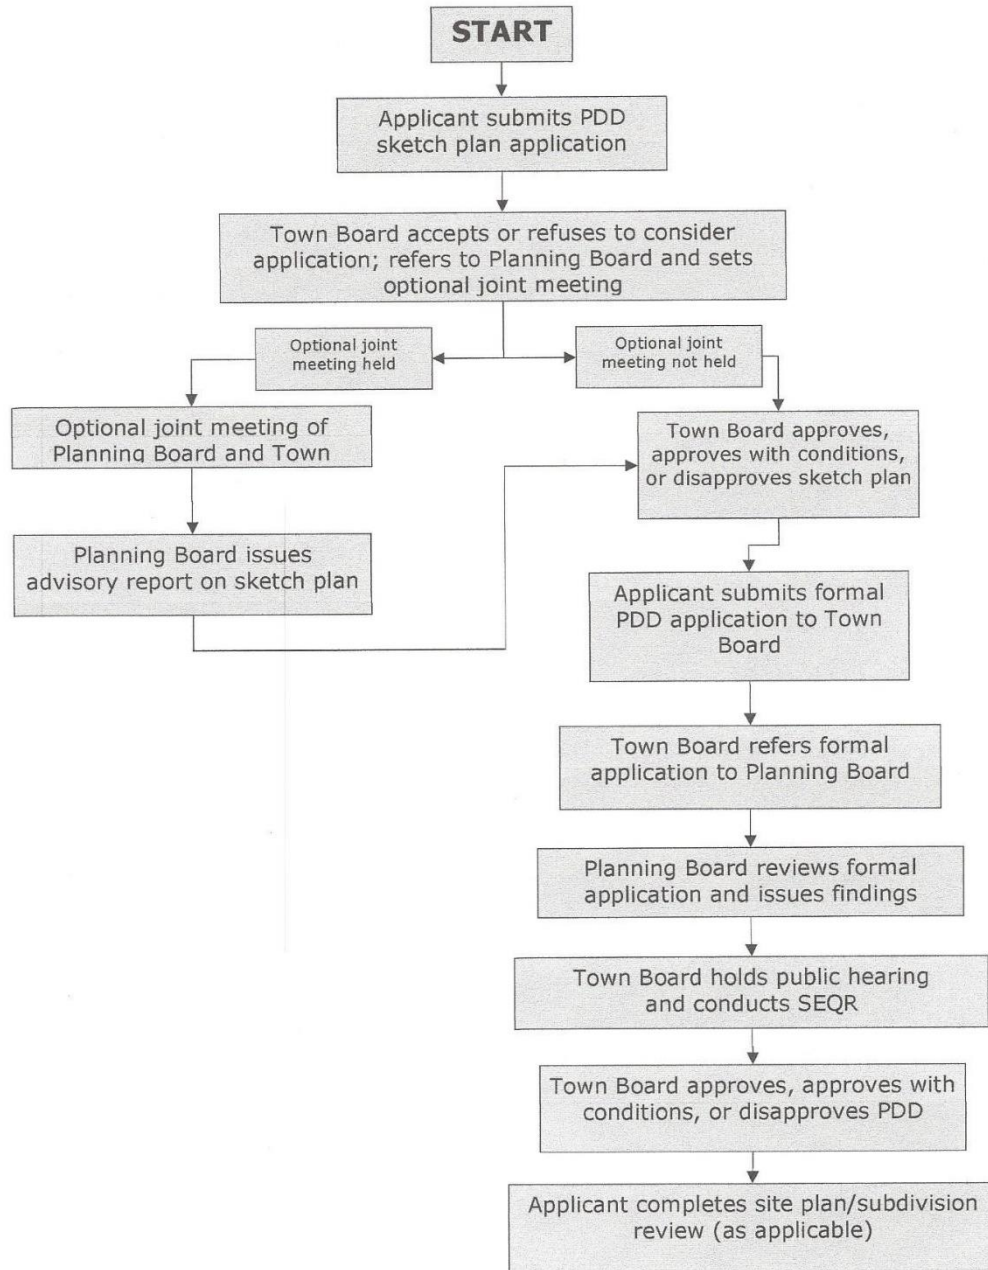 START
Applicant submits PDD
sketch plan application
Town Board accepts or refuses to consider
application; refers to Planning Board and sets
optional joint meeting
Optional joint
meeting held
Optional joint
meeting not held
Optional joint meeting of
Planning Board and Town
Town Board approves,
approves with conditions,
or disapproves sketch plan
Planning Board issues
advisory report on sketch plan
Applicant submits formal
PDD application to Town
Board
Town Board refers formal
application to Planning Board
Planning Board reviews formal
application and issues findings
Town Board holds public hearing
and conducts SEQR
Town Board approves, approves with
conditions, or disapproves PDD
Applicant completes site plan/subdivision
review (as applicable)